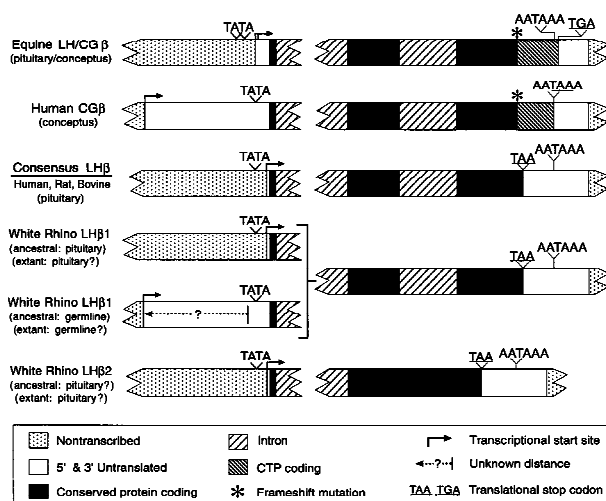 TATA
AATAAA
TGA
Equine LH/CG β
(pituitary/conceptus)
*
TATA
AATAAA
Human CGβ
(conceptus)
*
TATA
TAA
AATAAA
Consensus LHβ
Human, Rat, Bovine
(pituitary)
TATA
White Rhino LHβ1
(ancestral: pituitary)
(extant: pituitary?)
TAA
AATAAA
TATA
White Rhino LHβ1
(ancestral: germline)
(extant: germline?)
?
TATA
TAA
AATAAA
White Rhino LHβ2
(ancestral: pituitary?)
(extant: pituitary?)
Nontranscribed
Intron
Transcriptional start site
5' & 3' Untranslated
CTP coding
?
Unknown distance
Conserved protein coding
* Frameshift mutation
TAA TGA Translational stop codon